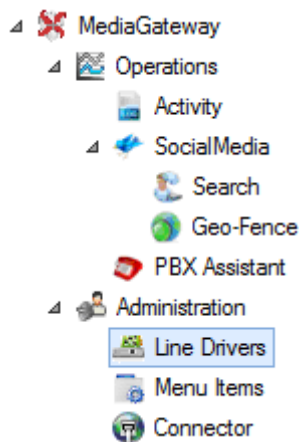 MediaGateway
Operations
Activity
SocialMedia
Search
Geo-Fence
PBX Assistant
Administration
Line Drivers
Menu Items
Connector